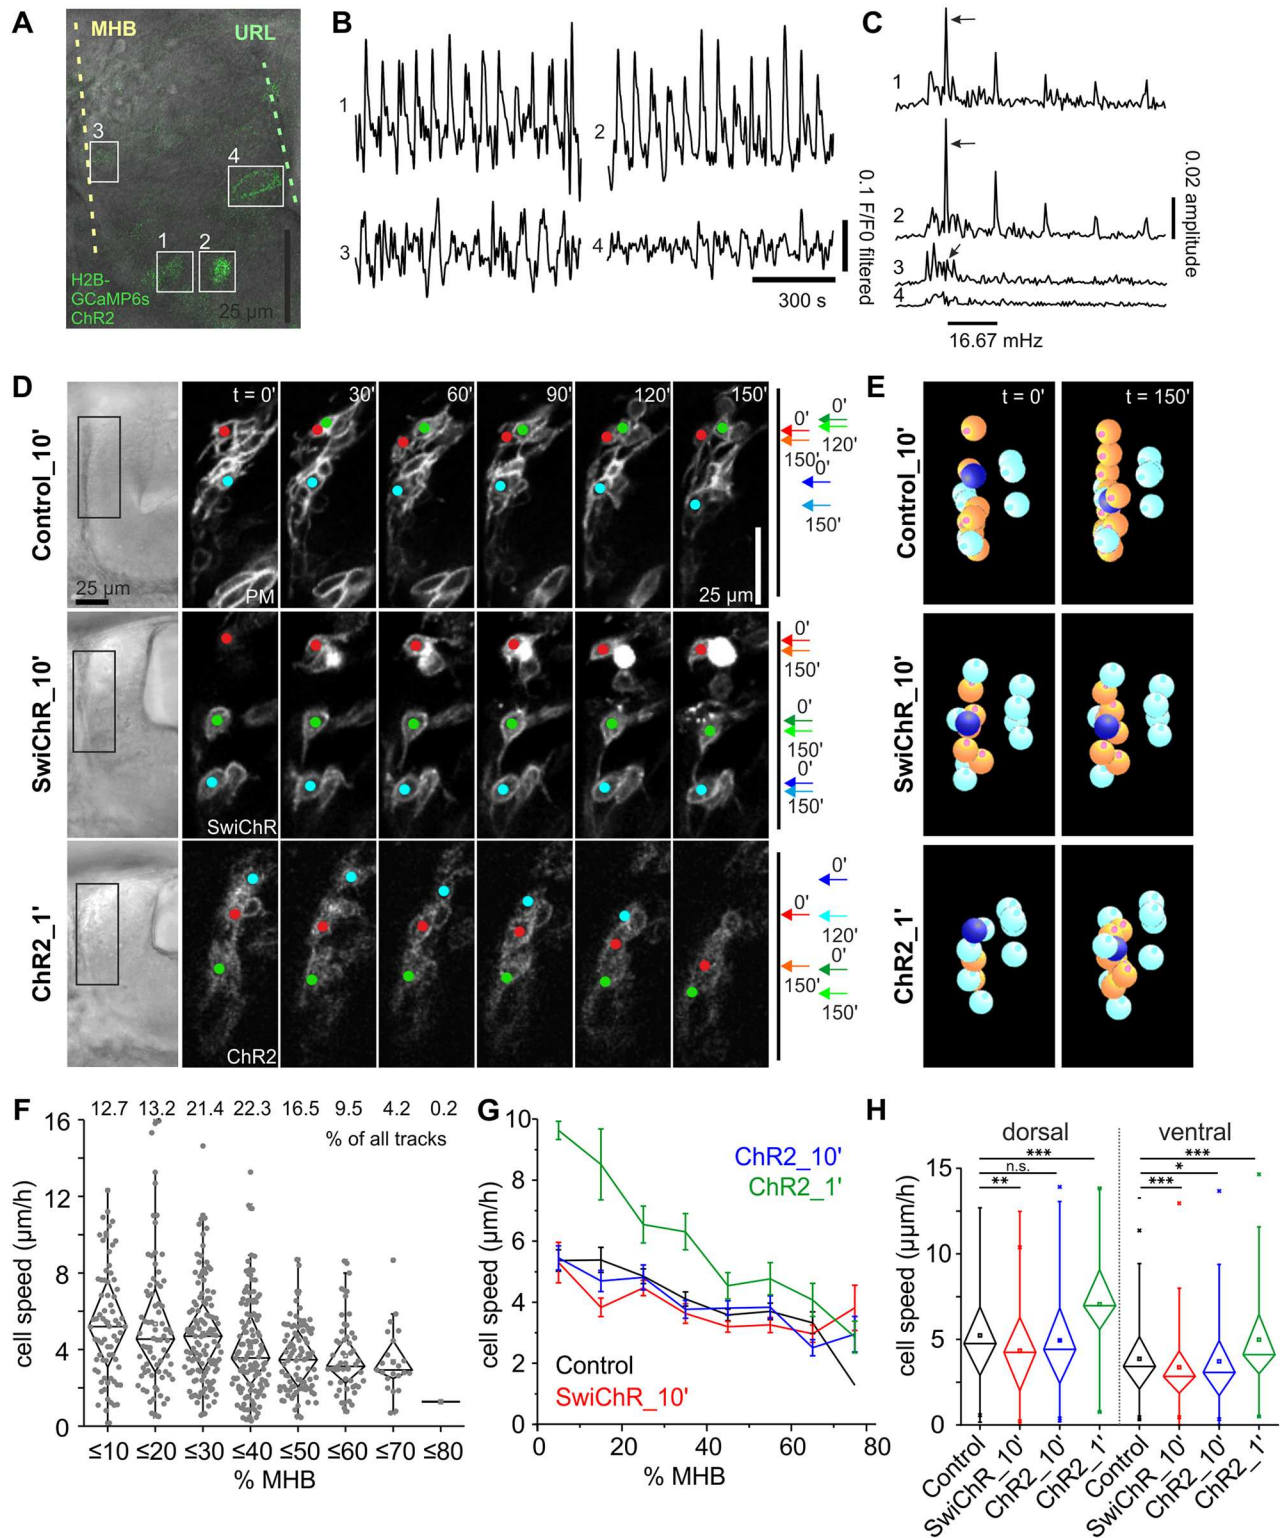 A
MHB
URL
3
4
1
2
H2B-
GCaMP6s
ChR2
25 µm
B
1
2
3
4
0.1 F/F0 filtered
300 s
C
1
2
3
4
0.02 amplitude
16.67 mHz
D
Control_10'
25 µm
t = 0'
30'
60'
90'
120'
150'
PM
25 µm
0'
0'
120'
150'
0'
150'
SwiChR_10'
SwiChR
0'
150'
0'
150'
0'
150'
ChR2_1'
ChR2
0'
0'
120'
0'
150'
150'
E
Control_10'
t = 0'
t = 150'
SwiChR_10'
ChR2_1'
F
12.7 13.2 21.4 22.3 16.5 9.5 4.2 0.2
% of all tracks
cell speed (µm/h)
16
12
8
4
0
≤10 ≤20 ≤30 ≤40 ≤50 ≤60 ≤70 ≤80
% MHB
G
cell speed (µm/h)
10
8
6
4
2
0
ChR2_10'
ChR2_1'
Control
SwiChR_10'
0 20 40 60 80
% MHB
H
dorsal ventral
*** ***
n.s. *
** ***
cell speed (µµm/h)
15
10
5
0
Control
SwiChR_10'
ChR2_10'
ChR2_1'
Control
SwiChR_10'
ChR2_10'
ChR2_1'